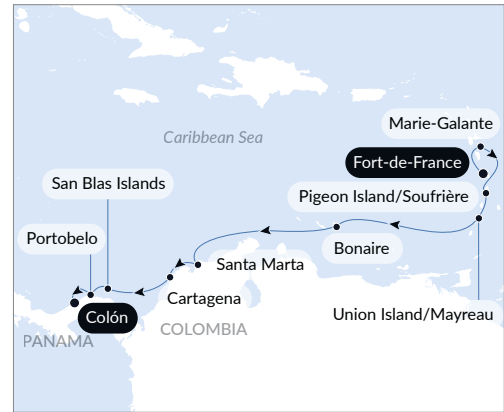 Marie-Galante
Caribbean Sea
Fort-de-France
San Blas Islands
Pigeon Island/Soufrière
Portobelo
Bonaire
Santa Marta
Cartagena
Union Island/Mayreau
Colón
COLOMBIA
PANAMA